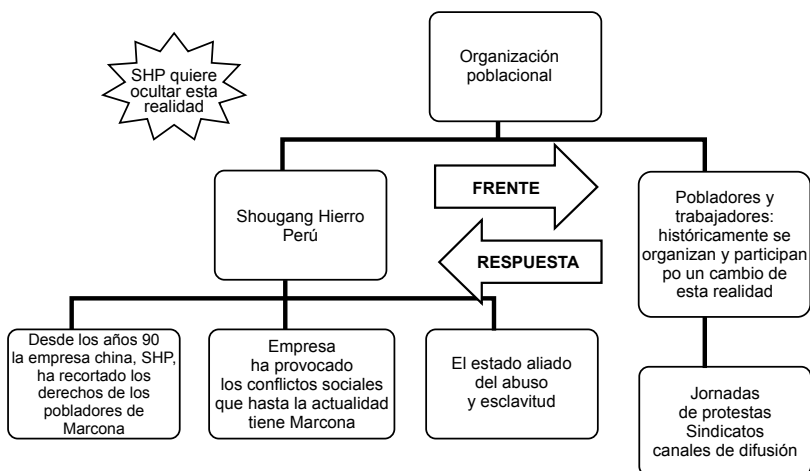 SHP quiere
ocultar esta
realidad
Organización
poblacional
Shougang Hierro
Perú
FRENTE
RESPUESTA
Pobladores y
trabajadores:
históricamente se
organizan y participan
po un cambio de
esta realidad
Desde los años 90
la empresa china, SHP,
ha recortado los
derechos de los
pobladores de
Marcona
Empresa
ha provocado
los conflictos sociales
que hasta la actualidad
tiene Marcona
El estado aliado
del abuso
y esclavitud
Jornadas
de protestas
Sindicatos
canales de difusión